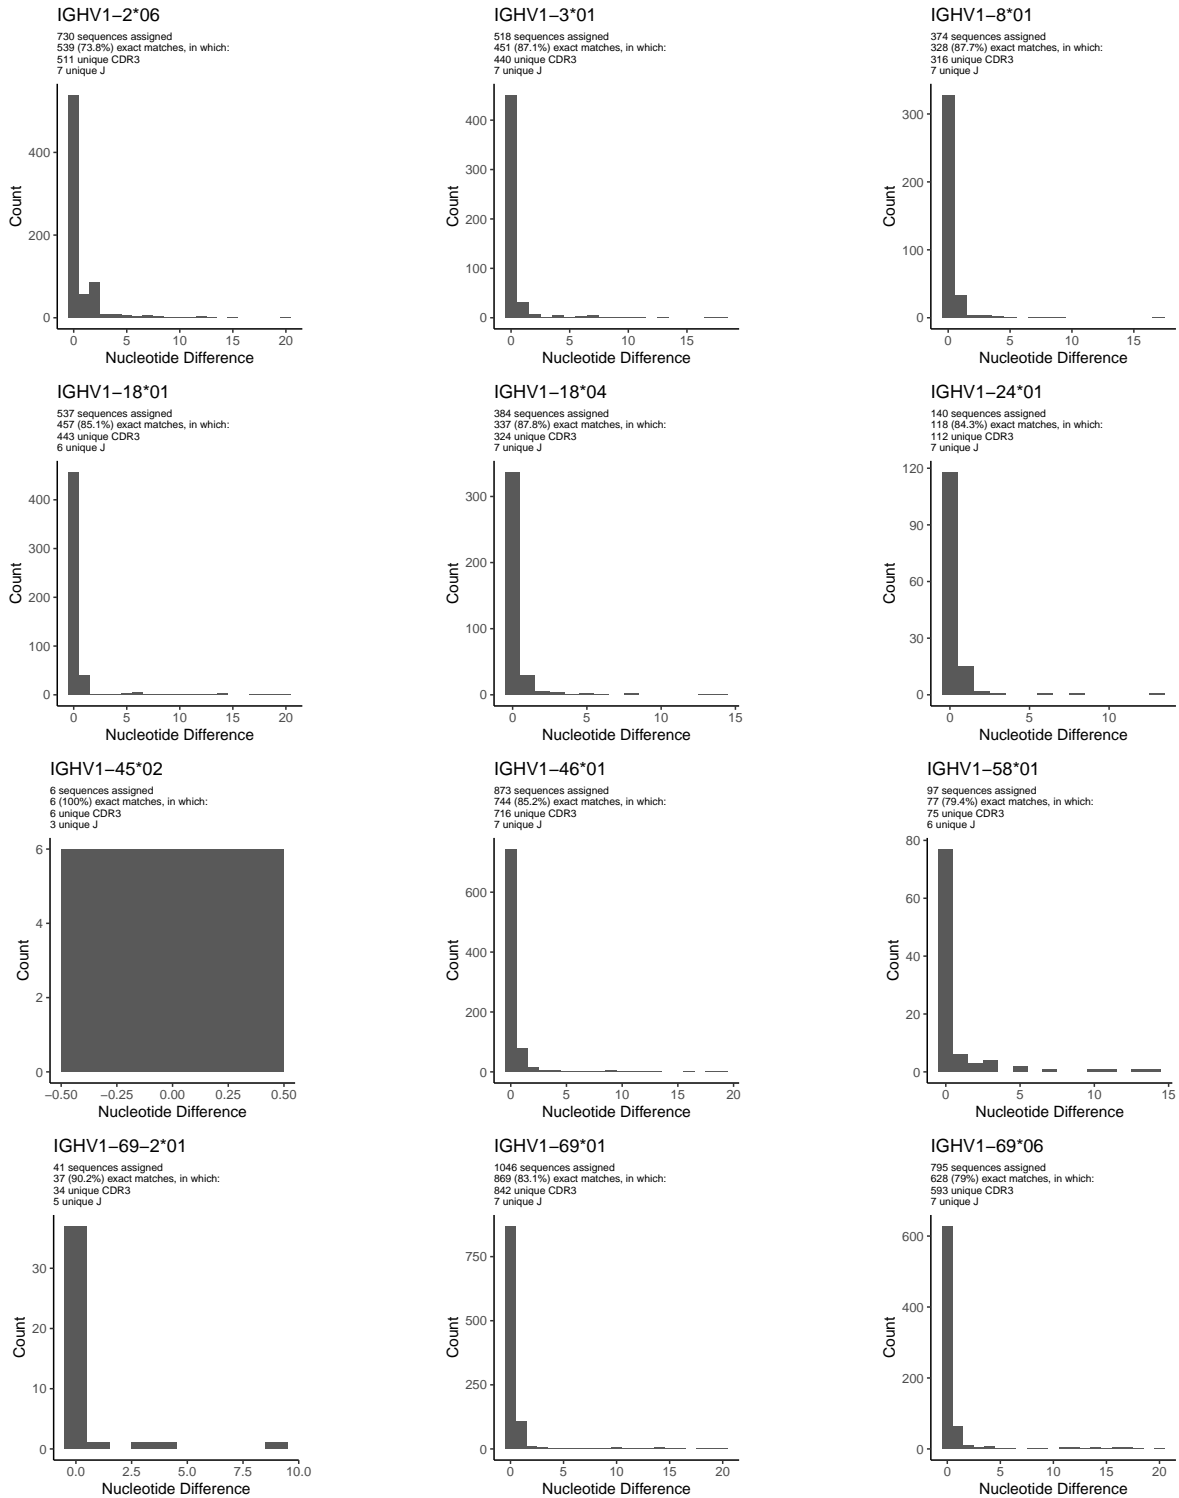 IGHV1−2*06
730 sequences assigned
539 (73.8%) exact matches, in which:
511 unique CDR3
7 unique J
400
200
0
Count
0 5 10 15 20
Nucleotide Difference
IGHV1−3*01
518 sequences assigned
451 (87.1%) exact matches, in which:
440 unique CDR3
7 unique J
400
300
200
100
0
Count
0 5 10 15
Nucleotide Difference
IGHV1−8*01
374 sequences assigned
328 (87.7%) exact matches, in which:
316 unique CDR3
7 unique J
300
200
100
0
Count
0 5 10 15
Nucleotide Difference
IGHV1−18*01
537 sequences assigned
457 (85.1%) exact matches, in which:
443 unique CDR3
6 unique J
400
300
200
100
0
Count
0 5 10 15 20
Nucleotide Difference
IGHV1−18*04
384 sequences assigned
337 (87.8%) exact matches, in which:
324 unique CDR3
7 unique J
300
200
100
0
Count
0 5 10 15
Nucleotide Difference
IGHV1−24*01
140 sequences assigned
118 (84.3%) exact matches, in which:
112 unique CDR3
7 unique J
120
90
60
30
0
Count
0 5 10
Nucleotide Difference
IGHV1−45*02
6 sequences assigned
6 (100%) exact matches, in which:
6 unique CDR3
3 unique J
6
4
2
0
Count
−0.50 −0.25 0.00 0.25 0.50
Nucleotide Difference
IGHV1−46*01
873 sequences assigned
744 (85.2%) exact matches, in which:
716 unique CDR3
7 unique J
600
400
200
0
Count
0 5 10 15 20
Nucleotide Difference
IGHV1−58*01
97 sequences assigned
77 (79.4%) exact matches, in which:
75 unique CDR3
6 unique J
80
60
40
20
0
Count
0 5 10 15
Nucleotide Difference
IGHV1−69−2*01
41 sequences assigned
37 (90.2%) exact matches, in which:
34 unique CDR3
5 unique J
30
20
10
0
Count
0.0 2.5 5.0 7.5 10.0
Nucleotide Difference
IGHV1−69*01
1046 sequences assigned
869 (83.1%) exact matches, in which:
842 unique CDR3
7 unique J
750
500
250
0
Count
0 5 10 15 20
Nucleotide Difference
IGHV1−69*06
795 sequences assigned
628 (79%) exact matches, in which:
593 unique CDR3
7 unique J
600
400
200
0
Count
0 5 10 15 20
Nucleotide Difference